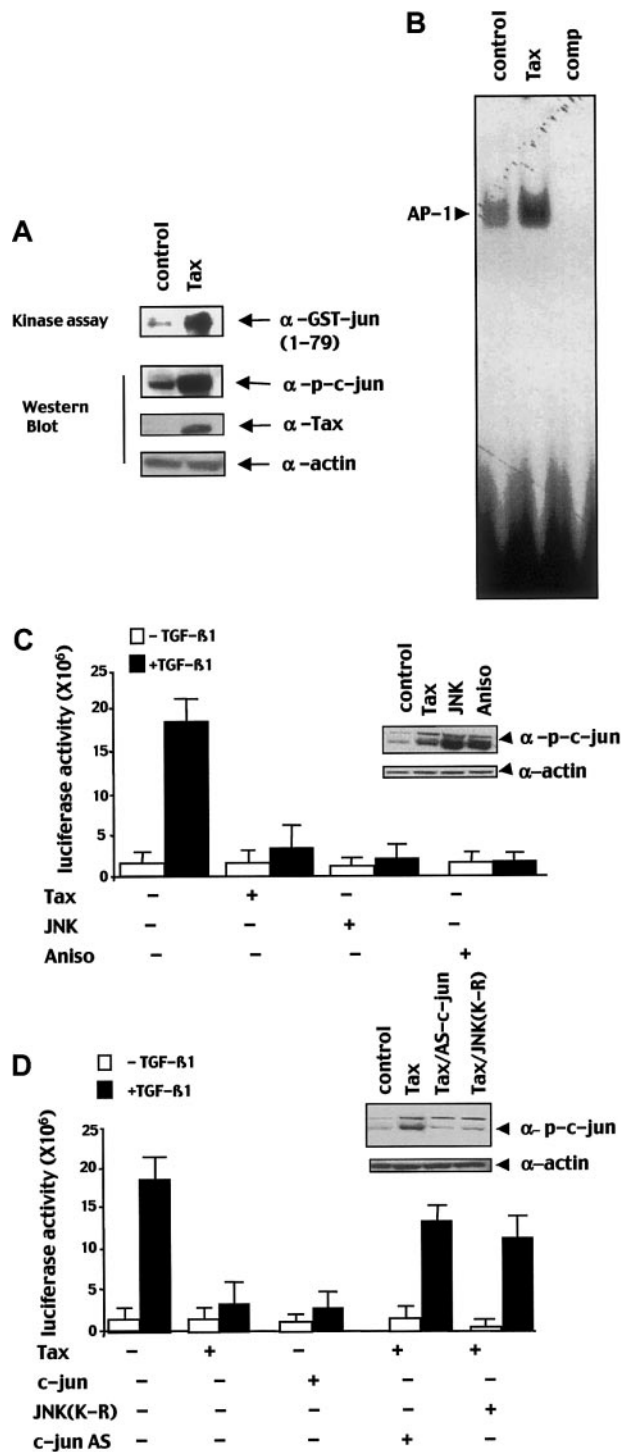 B
control
Tax
comp
AP-1
A
control
Tax
Kinase assay
α-GST-jun
(1-79)
Western
Blot
α-p-c-jun
α-Tax
α-actin
C
- TGF-ß1
+TGF-ß1
luciferase activity (X10⁶)
25
20
15
10
5
0
control
Tax
JNK
Aniso
α-p-c-jun
α-actin
Tax - + - -
JNK - - + -
Aniso - - - +
D
- TGF-ß1
+TGF-ß1
luciferase activity (X10⁶)
25
20
15
10
5
0
control
Tax
Tax/AS-c-jun
Tax/JNK(K-R)
α-p-c-jun
α-actin
Tax - + - + +
c-jun - - + - -
JNK(K-R) - - - - +
c-jun AS - - - + -